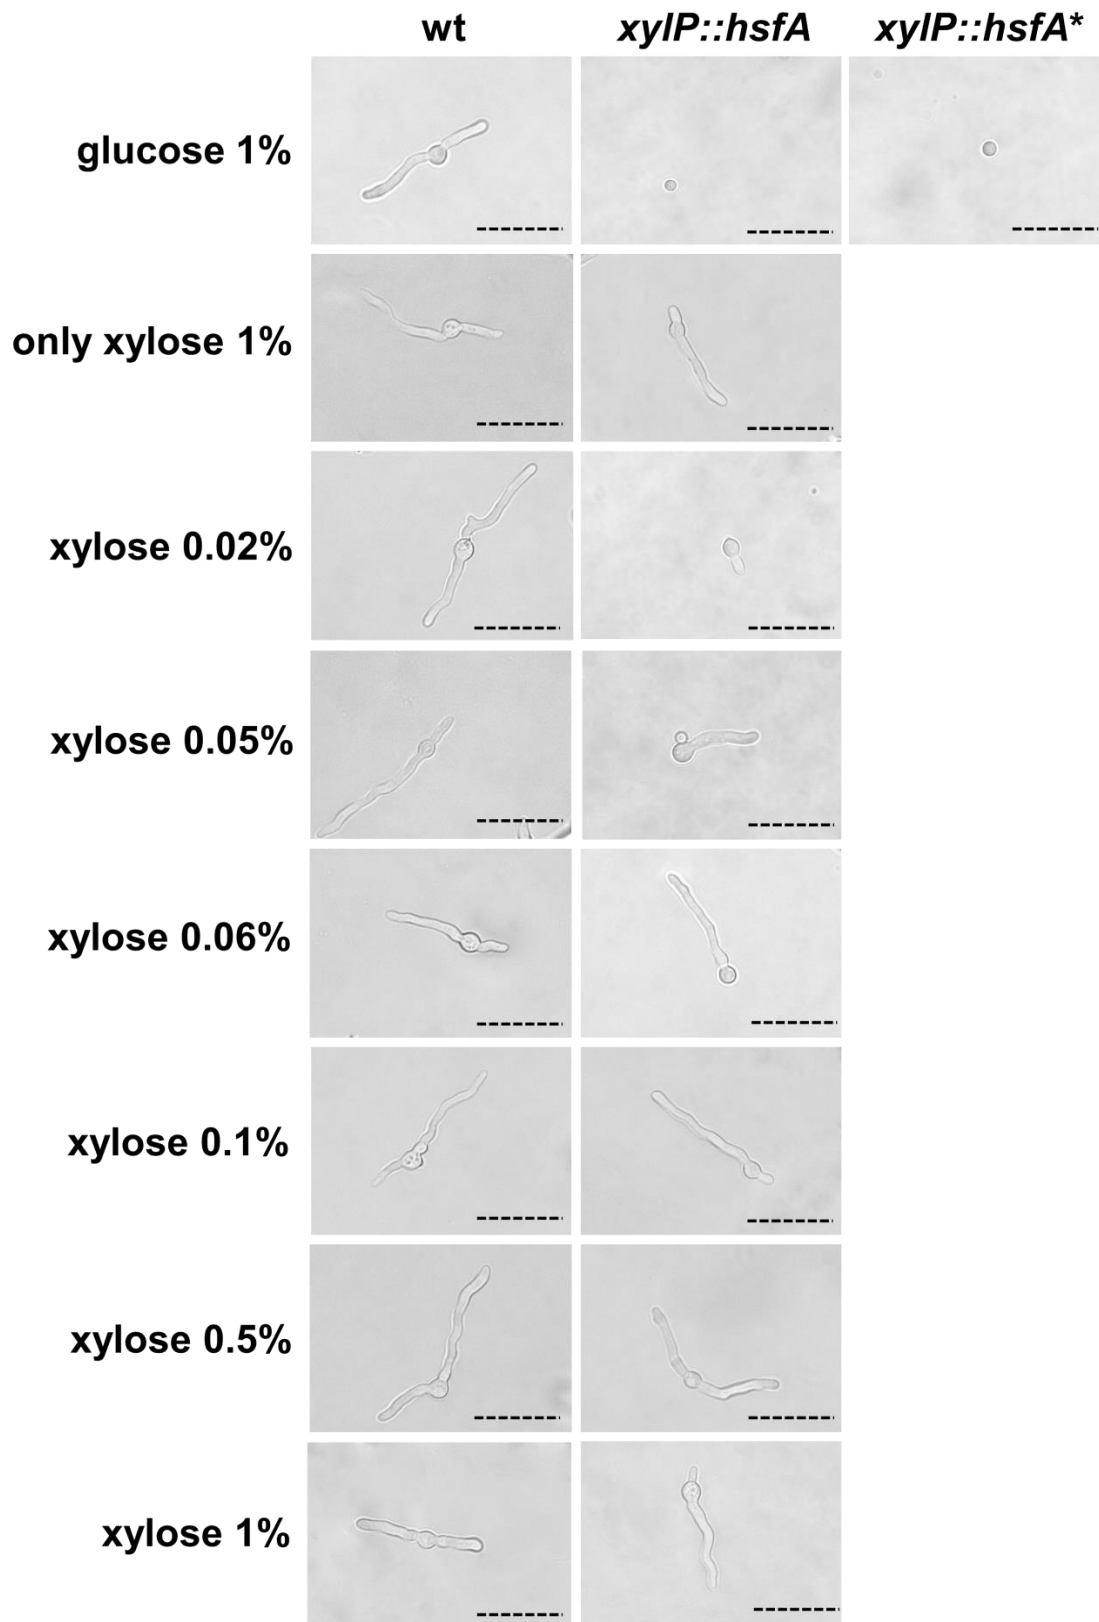 wt xylP::hsfA xylP::hsfA*
glucose 1%
only xylose 1%
xylose 0.02%
xylose 0.05%
xylose 0.06%
xylose 0.1%
xylose 0.5%
xylose 1%